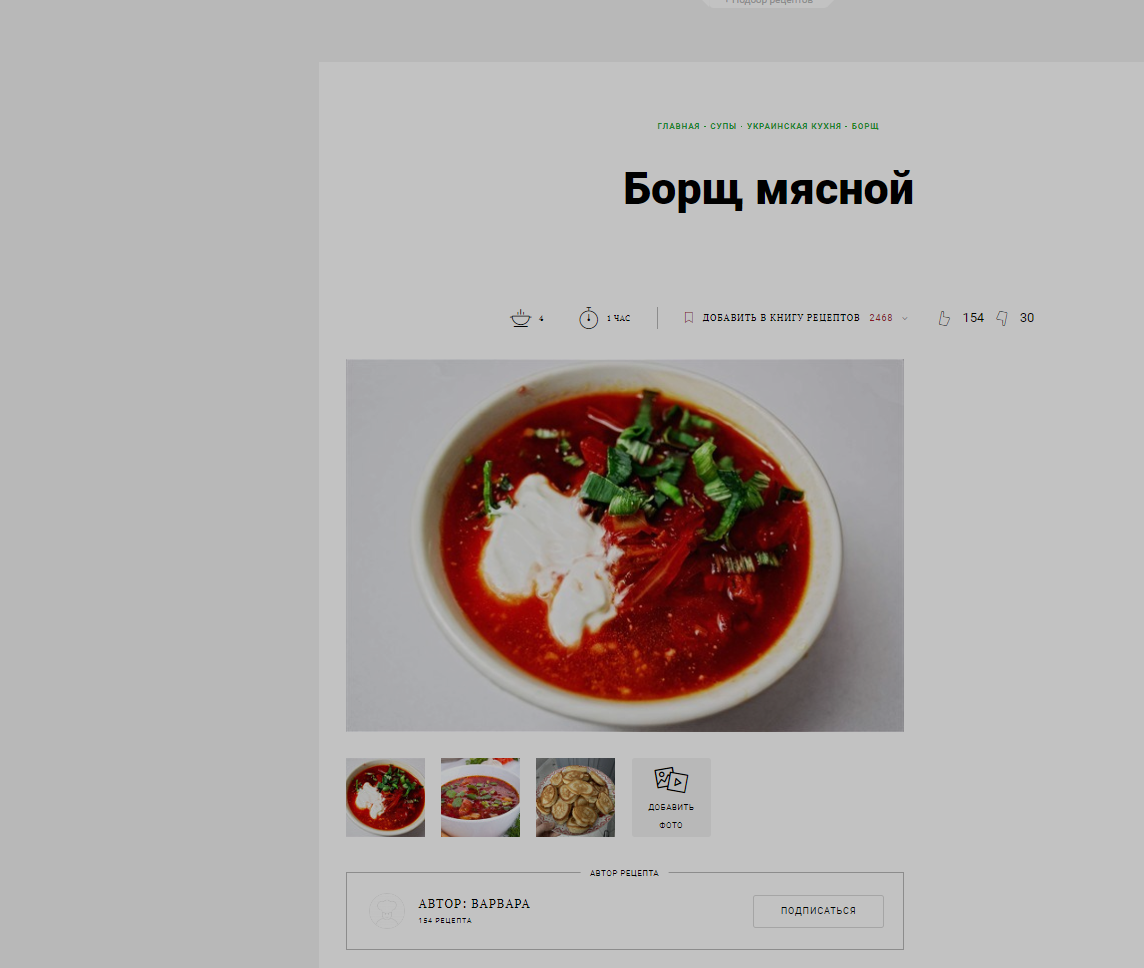 + Подбор рецептов
ГЛАВНАЯ - СУПЫ · УКРАИНСКАЯ КУХНЯ - БОРЩ
Борщ мясной
4 1 ЧАС ДОБАВИТЬ В КНИГУ РЕЦЕПТОВ 2468 154 30
ДОБАВИТЬ
ФОТО
АВТОР РЕЦЕПТА
АВТОР: ВАРВАРА
154 РЕЦЕПТА
ПОДПИСАТЬСЯ